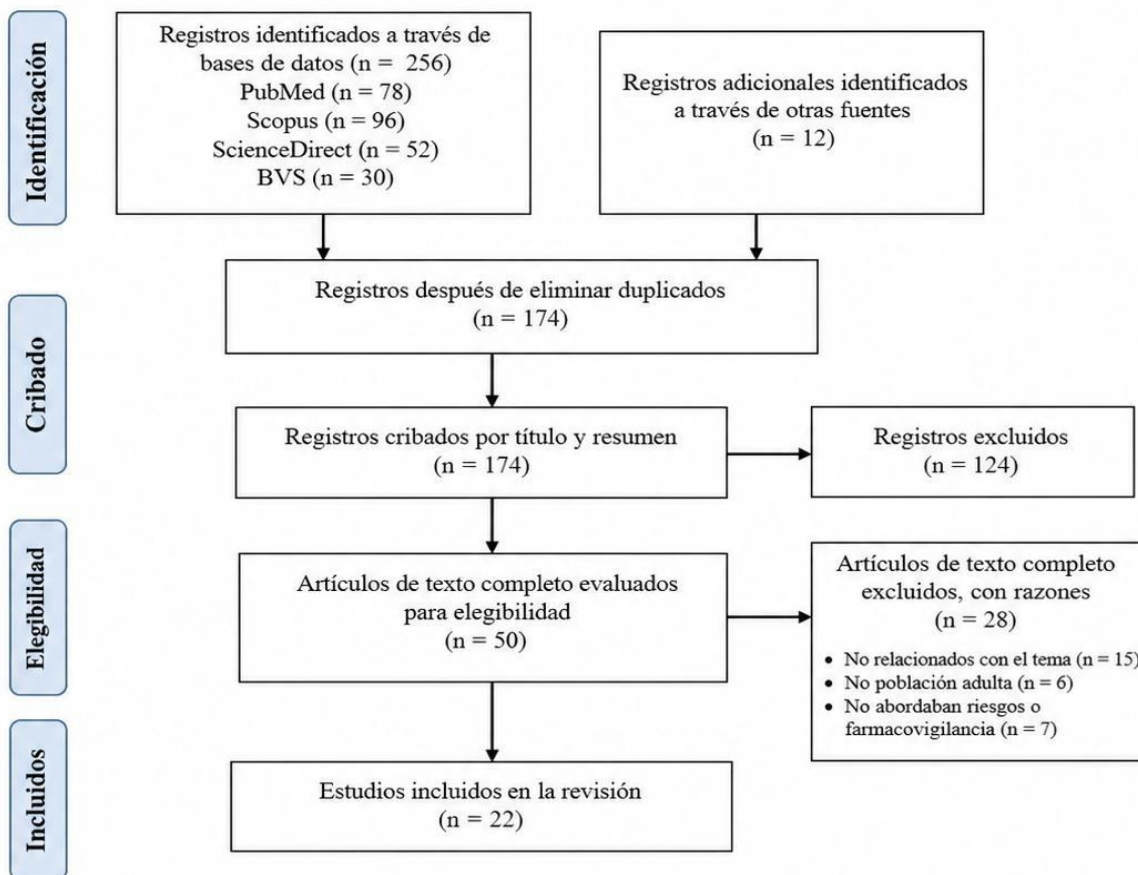 Identificación
Registros identificados a través de
bases de datos (n = 256)
PubMed (n = 78)
Scopus (n = 96)
ScienceDirect (n = 52)
BVS (n = 30)
Registros adicionales identificados
a través de otras fuentes
(n = 12)
Cribado
Registros después de eliminar duplicados
(n = 174)
Registros cribados por título y resumen
(n = 174)
Registros excluidos
(n = 124)
Elegibilidad
Artículos de texto completo evaluados
para elegibilidad
(n = 50)
Artículos de texto completo
excluidos, con razones
(n = 28)
• No relacionados con el tema (n = 15)
• No población adulta (n = 6)
• No abordaban riesgos o
farmacovigilancia (n = 7)
Incluidos
Estudios incluidos en la revisión
(n = 22)